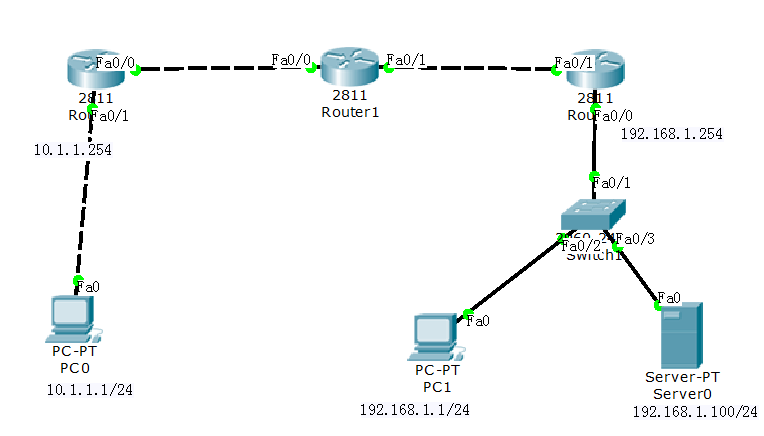 Fa0/0
Fa0/0
Fa0/1
Fa0/1
2811
2811
Router1
2811
Fa0/1
Fa0/0
192.168.1.254
10.1.1.254
Fa0/1
Fa0/2
Fa0/3
Switch1
Fa0
Fa0
Fa0
PC-PT
PC0
10.1.1.1/24
PC-PT
PC1
192.168.1.1/24
Server-PT
Server0
192.168.1.100/24